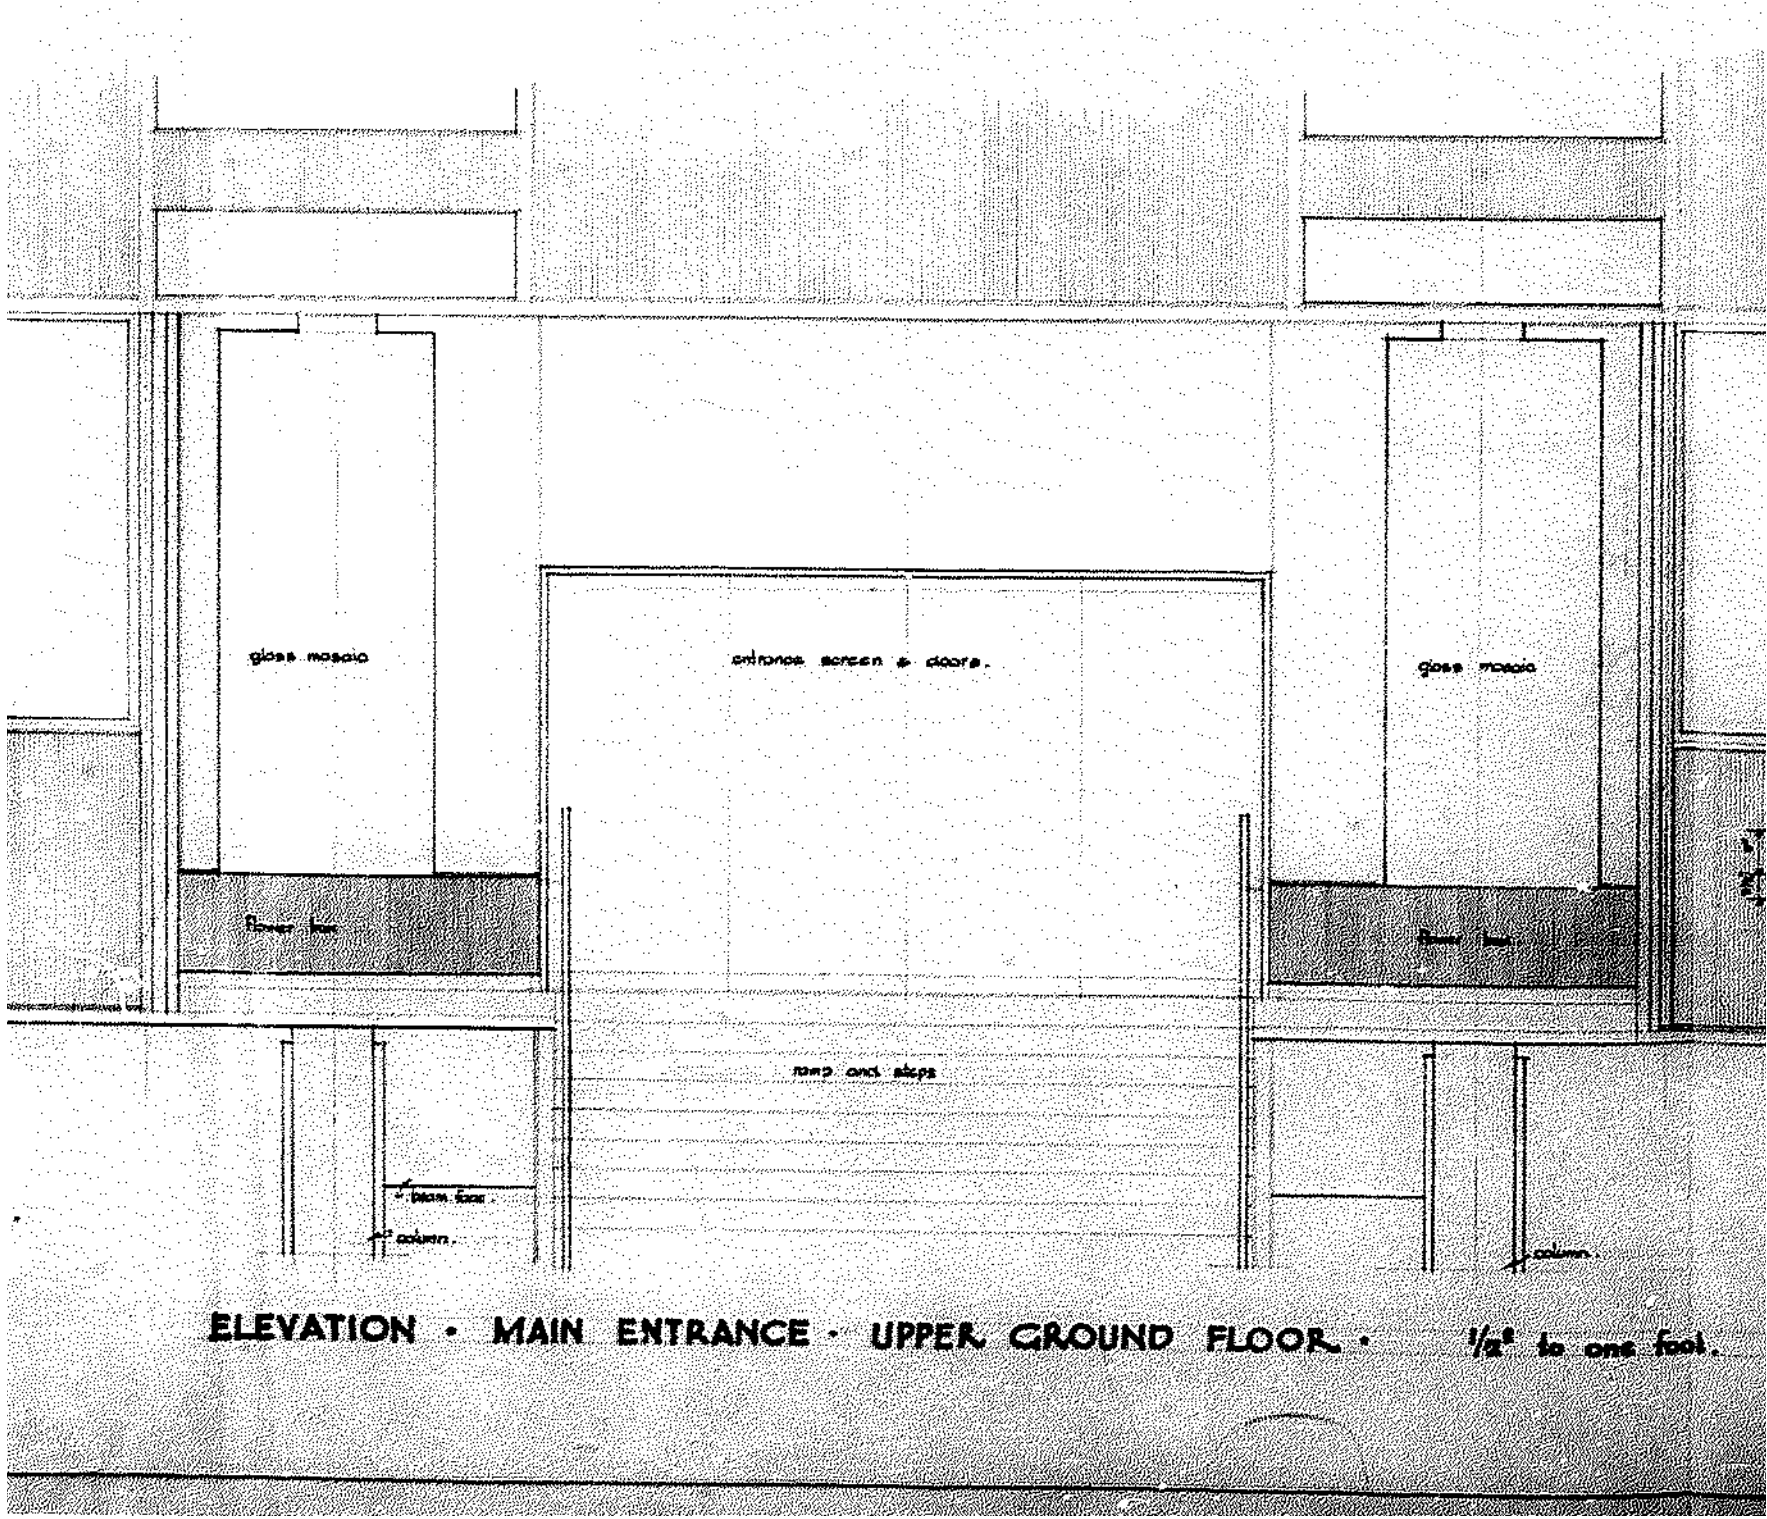 glass mosaic
entrance screen & doors.
glass mosaic
flower box
flower box
ramp and steps
beam face.
column.
column.
ELEVATION · MAIN ENTRANCE · UPPER GROUND FLOOR · 1/2" to one foot.